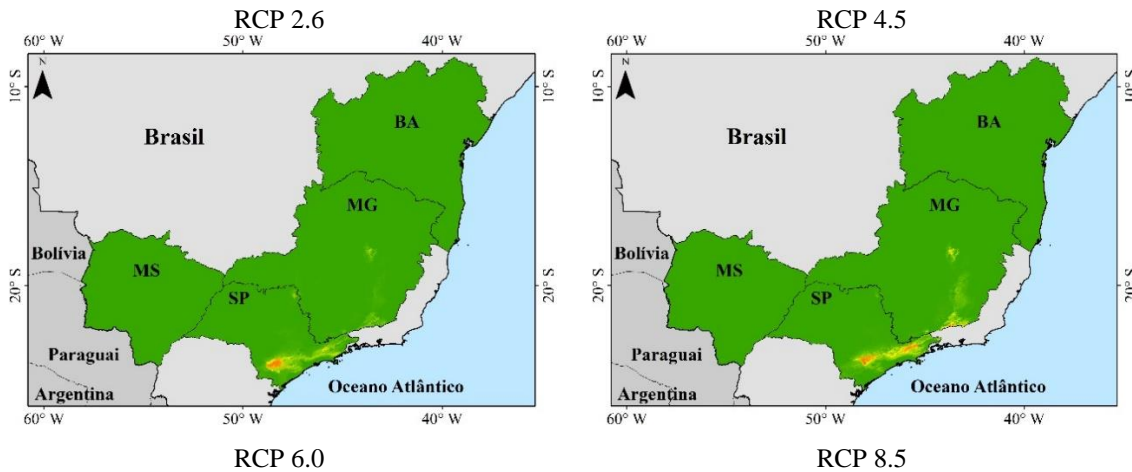 RCP 2.6
RCP 4.5
60° W 50° W 40° W
60° W 50° W 40° W
N
10° S
BA
Brasil
MG
Bolívia
MS
20° S
SP
Paraguai
Argentina
Oceano Atlântico
60° W 50° W 40° W
N
10° S
10° S
BA
Brasil
MG
Bolívia
MS
20° S
20° S
SP
Paraguai
Argentina
Oceano Atlântico
60° W 50° W 40° W
RCP 6.0
RCP 8.5